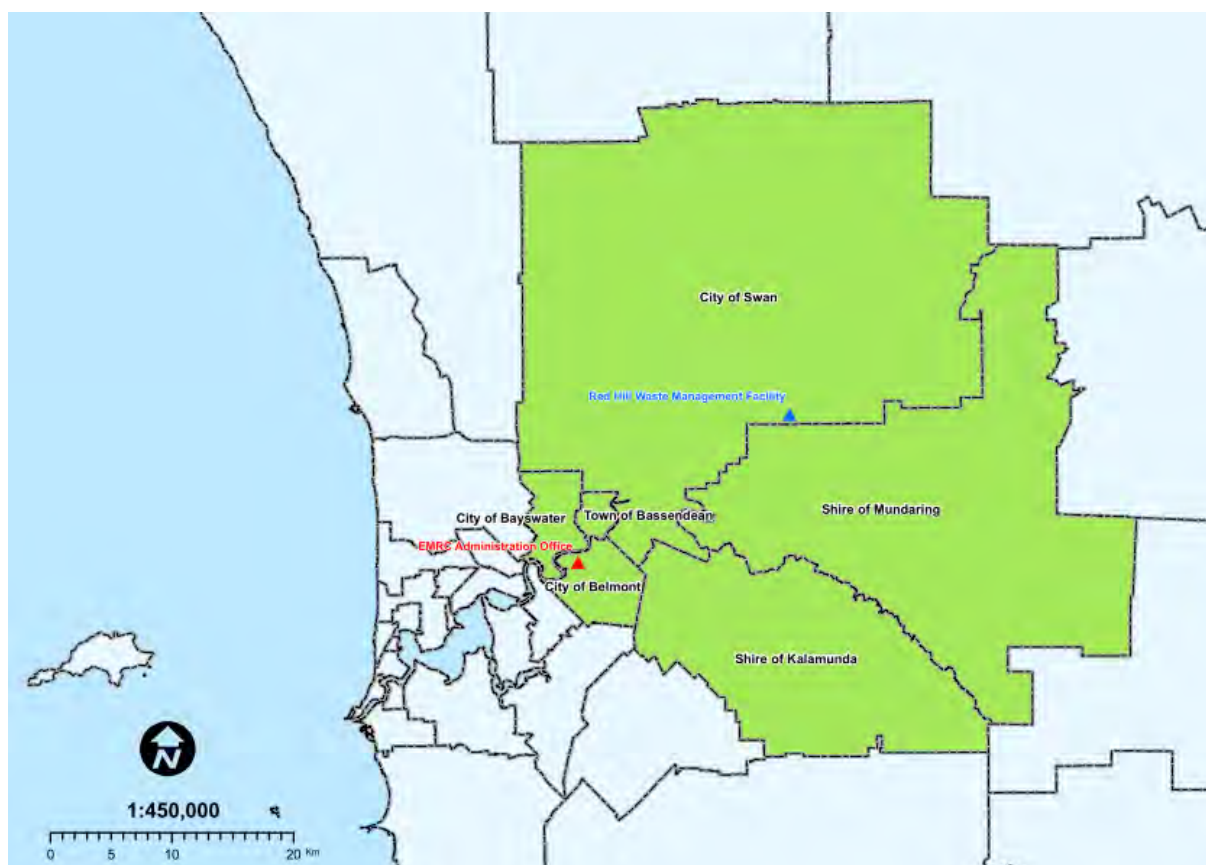 City of Swan
Red Hill Waste Management Facility
Shire of Mundaring
City of Bayswater
Town of Bassendean
EMRC Administration Office
City of Belmont
Shire of Kalamunda
N
1:450,000
0 5 10 20 Km